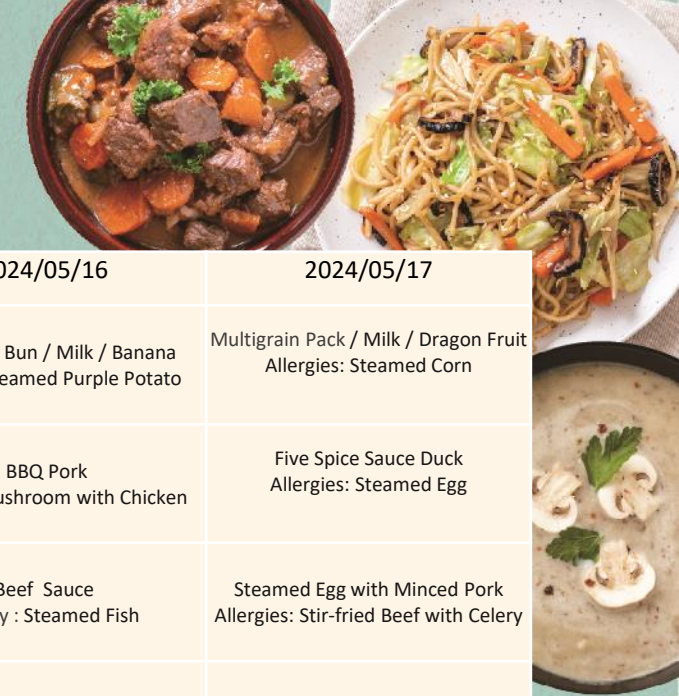 024/05/16
2024/05/17
Bun / Milk / Banana
eamed Purple Potato
Multigrain Pack / Milk / Dragon Fruit
Allergies: Steamed Corn
BBQ Pork
ushroom with Chicken
Five Spice Sauce Duck
Allergies: Steamed Egg
Beef  Sauce
y : Steamed Fish
Steamed Egg with Minced Pork
Allergies: Stir-fried Beef with Celery